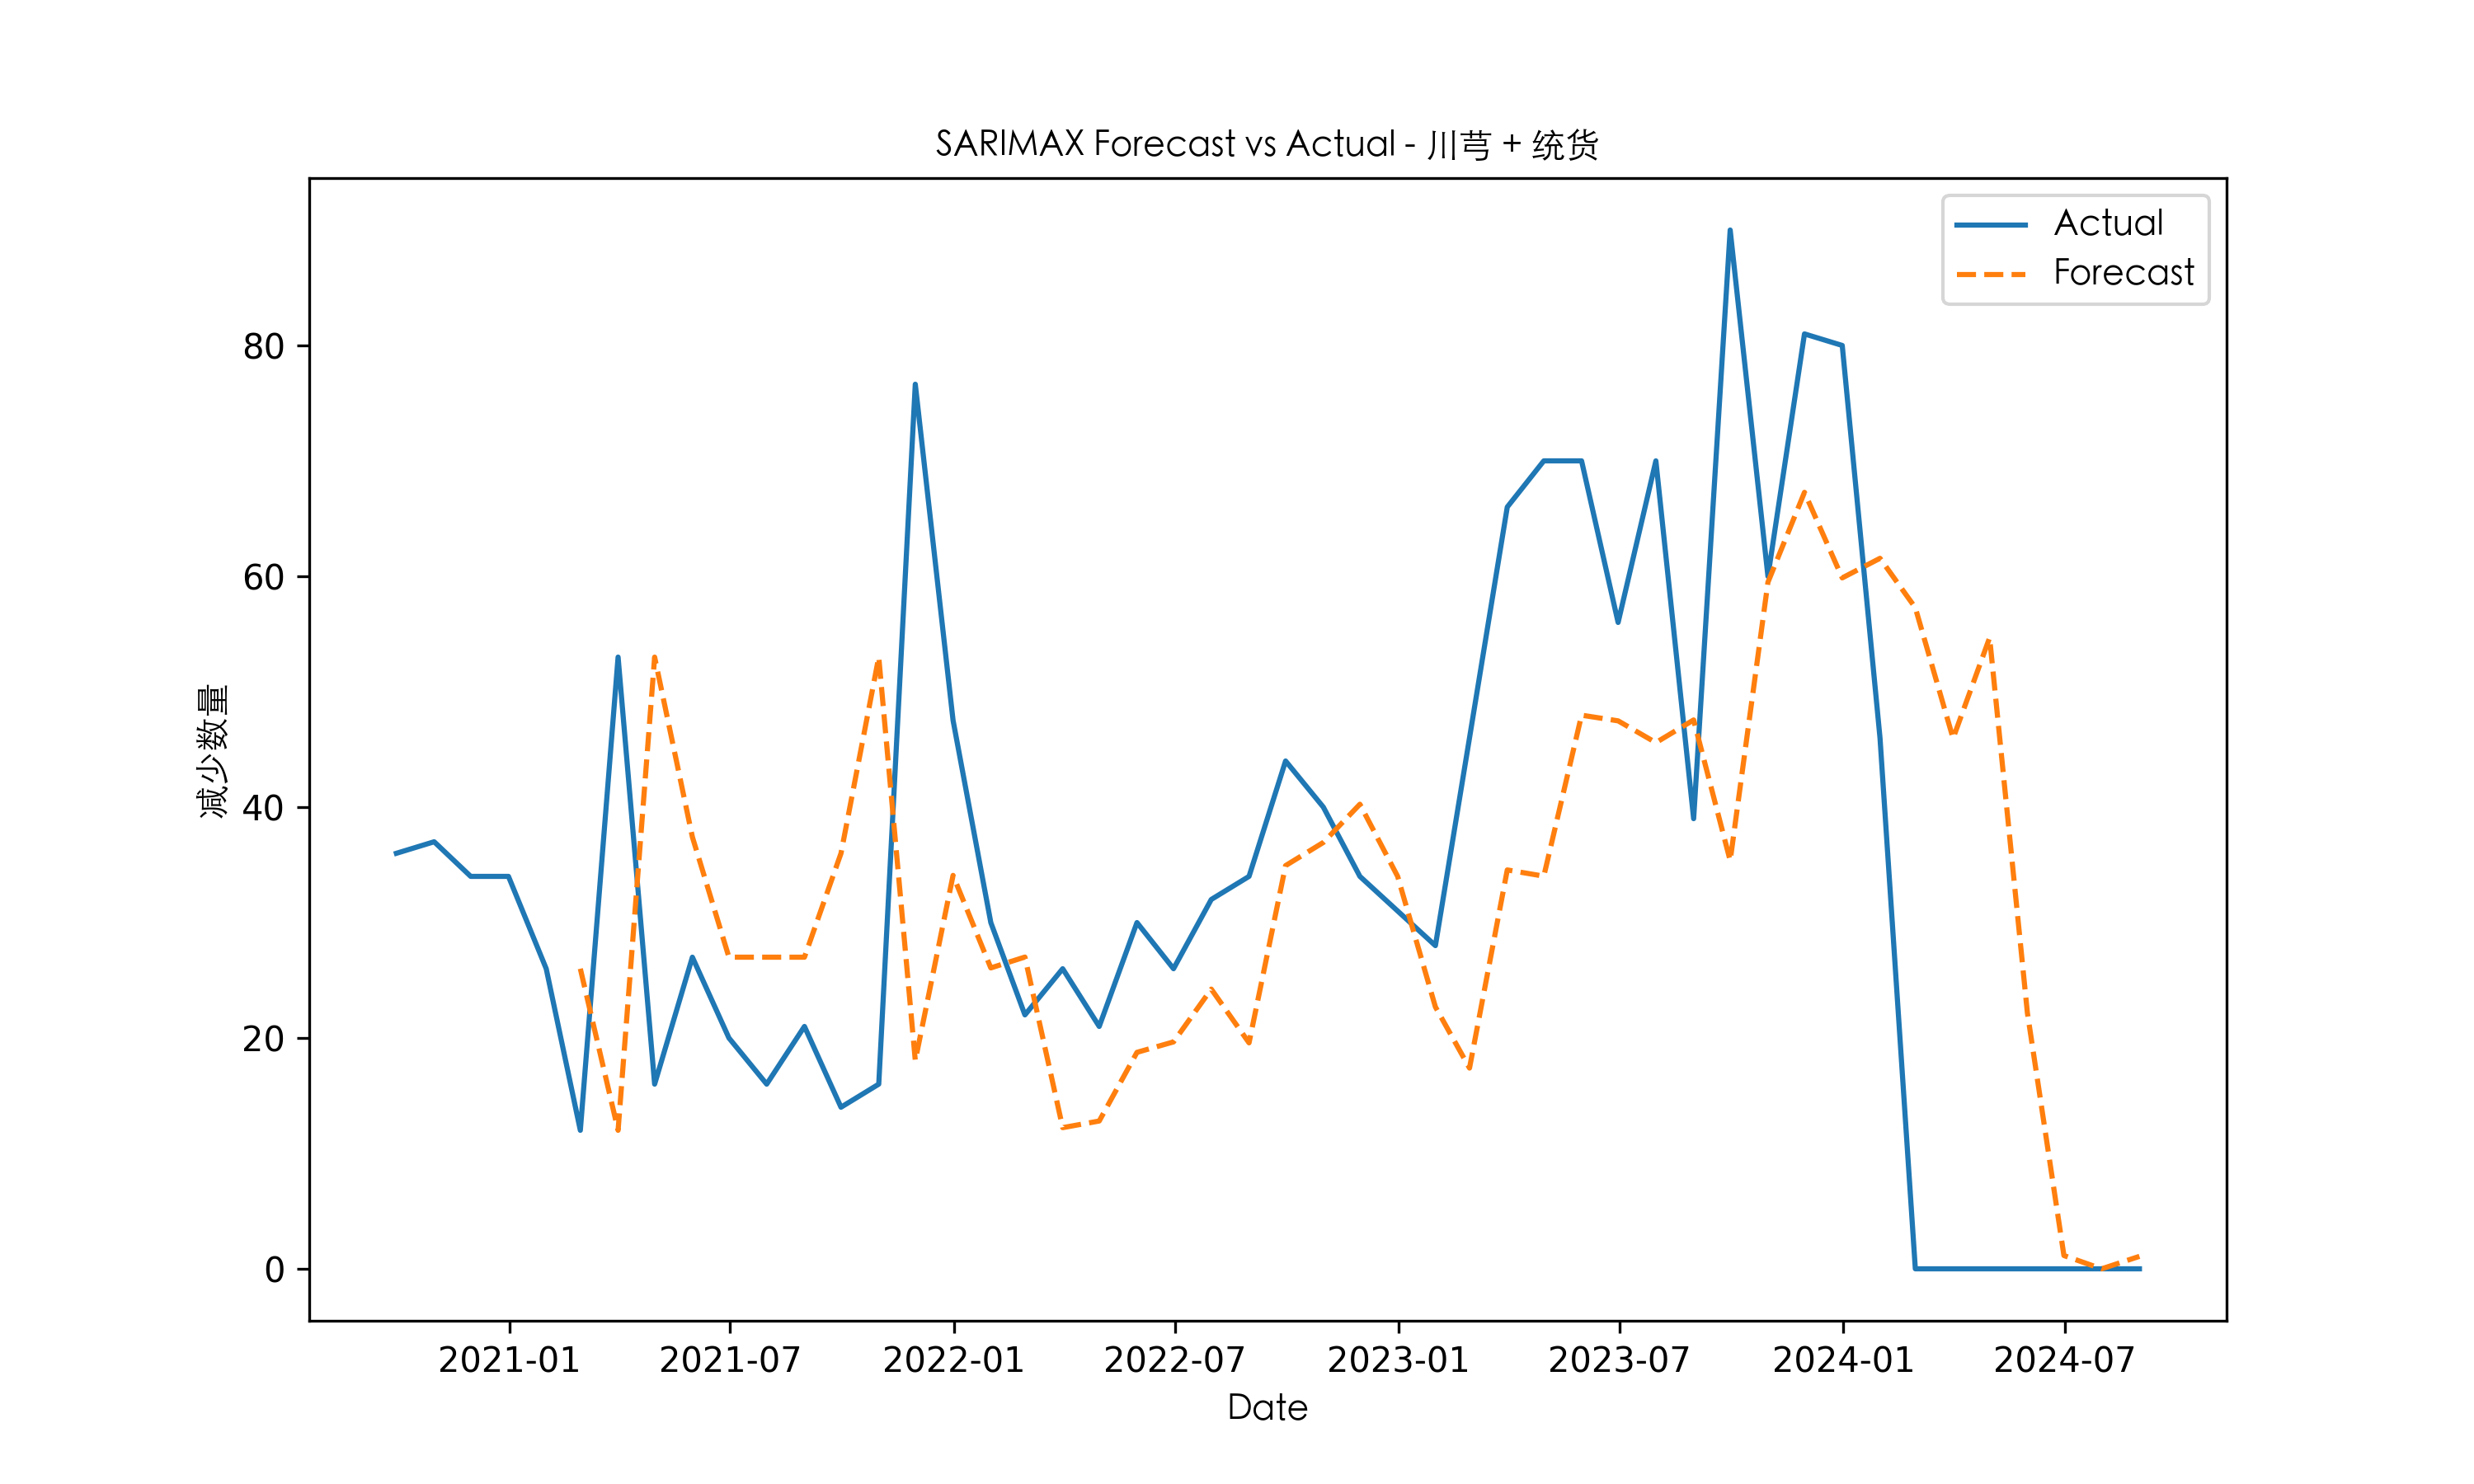 SARIMAX Forecast vs Actual - 川芎 + 统货
Actual
Forecast
减少数量
80
60
40
20
0
2021-01 2021-07 2022-01 2022-07 2023-01 2023-07 2024-01 2024-07
Date